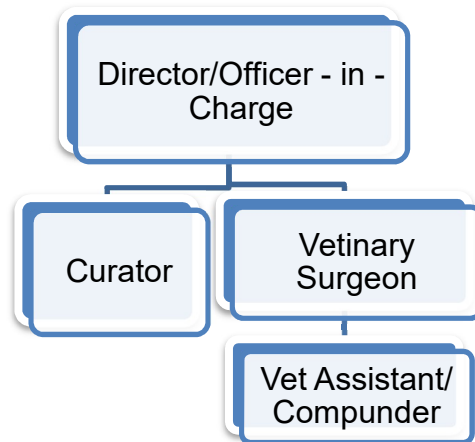 Director/Officer - in -
Charge
Curator
Vetinary
Surgeon
Vet Assistant/
Compunder